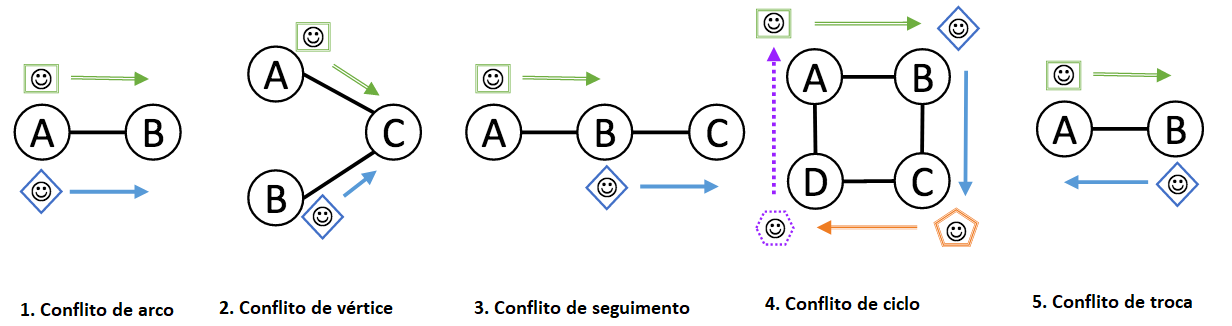 A B
A
B
C
A B C
A B
D C
A B
1. Conflito de arco
2. Conflito de vértice
3. Conflito de seguimento
4. Conflito de ciclo
5. Conflito de troca